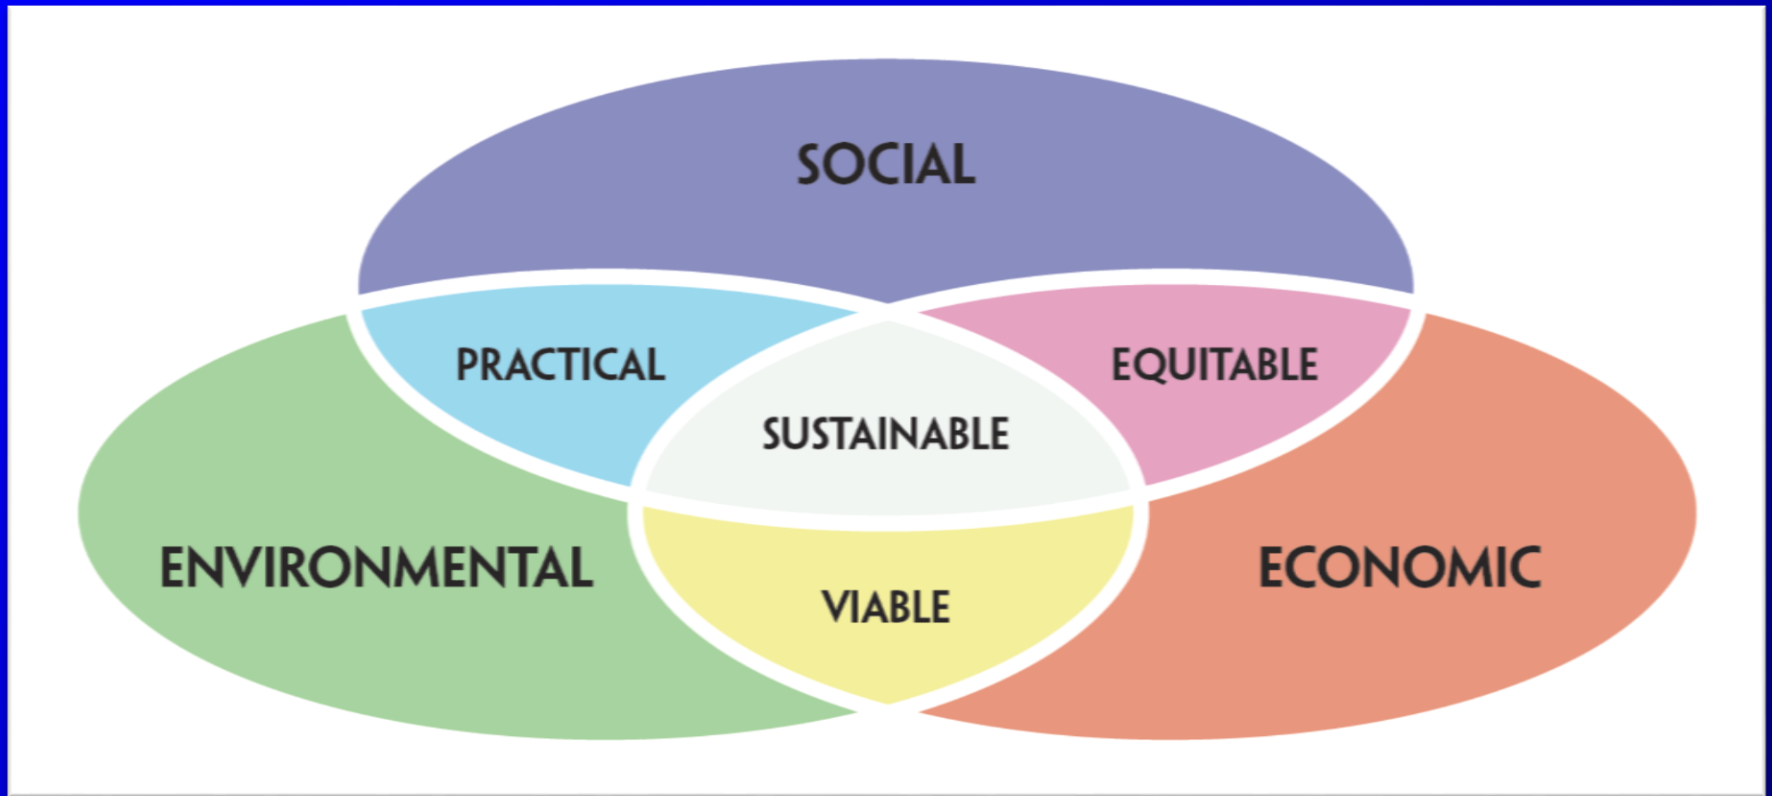 SOCIAL
PRACTICAL
EQUITABLE
SUSTAINABLE
ENVIRONMENTAL
ECONOMIC
VIABLE